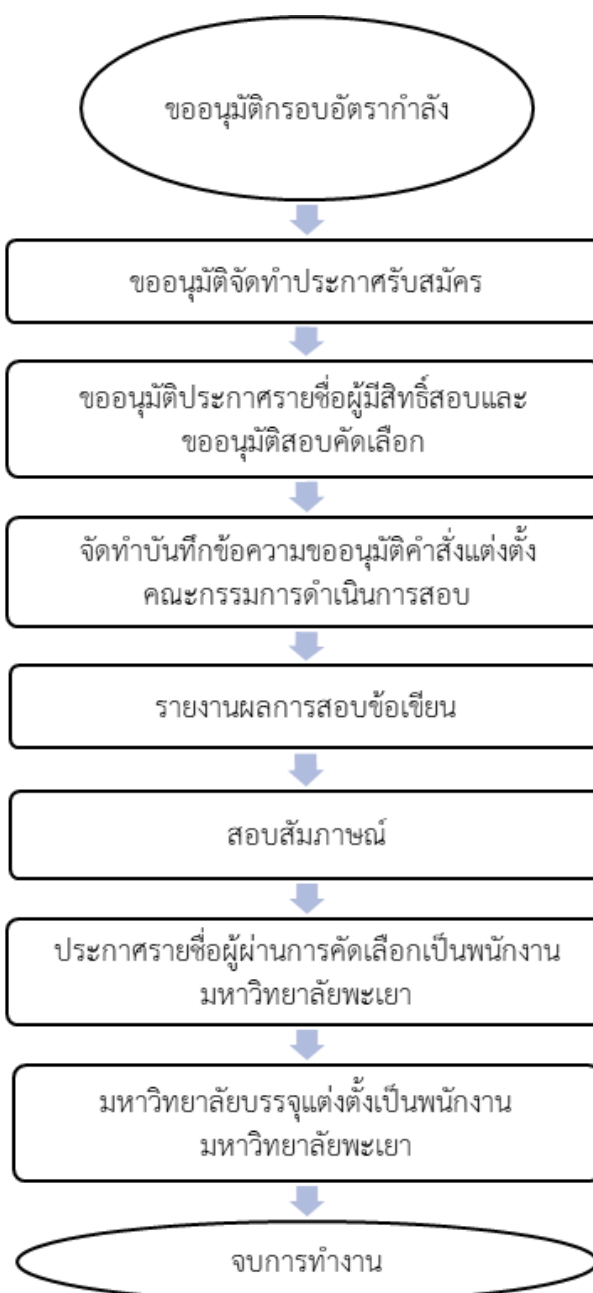 ขออนุมัติกรอบอัตรากำลัง
ขออนุมัติจัดทำประกาศรับสมัคร
ขออนุมัติประกาศรายชื่อผู้มีสิทธิ์สอบและ
ขออนุมัติสอบคัดเลือก
จัดทำบันทึกข้อความขออนุมัติคำสั่งแต่งตั้ง
คณะกรรมการดำเนินการสอบ
รายงานผลการสอบข้อเขียน
สอบสัมภาษณ์
ประกาศรายชื่อผู้ผ่านการคัดเลือกเป็นพนักงาน
มหาวิทยาลัยพะเยา
มหาวิทยาลัยบรรจุแต่งตั้งเป็นพนักงาน
มหาวิทยาลัยพะเยา
จบการทำงาน